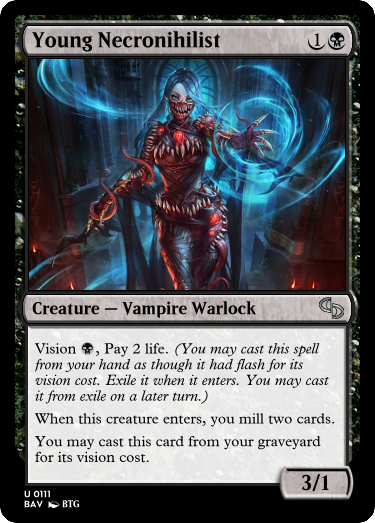 Young Necronihilist 1
Creature — Vampire Warlock
Vision , Pay 2 life. (You may cast this spell
from your hand as though it had flash for its
vision cost. Exile it when it enters. You may cast
it from exile on a later turn.)
When this creature enters, you mill two cards.
You may cast this card from your graveyard
for its vision cost.
3/1
U 0111
BAV BTG